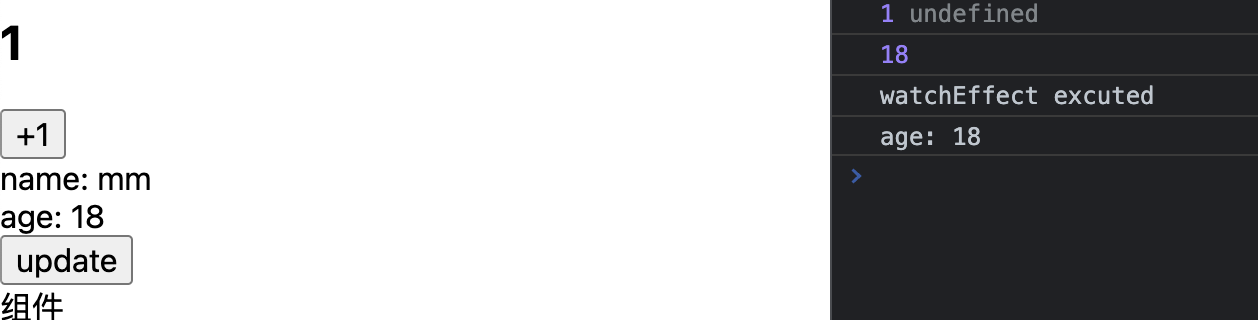 1
+1
name: mm
age: 18
update
组件
1 undefined
18
watchEffect excuted
age: 18